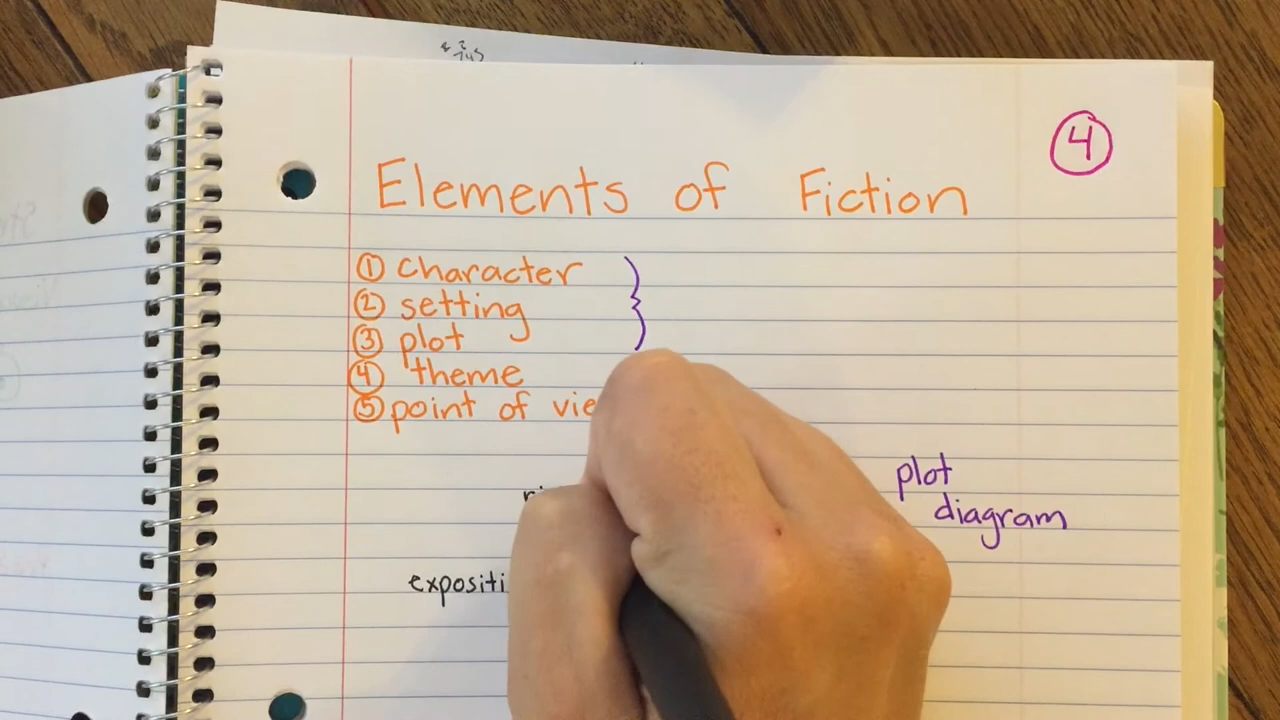 4
Elements of Fiction
① character
② setting
③ plot
④ theme
⑤ point of vie
plot
diagram
ri
expositi